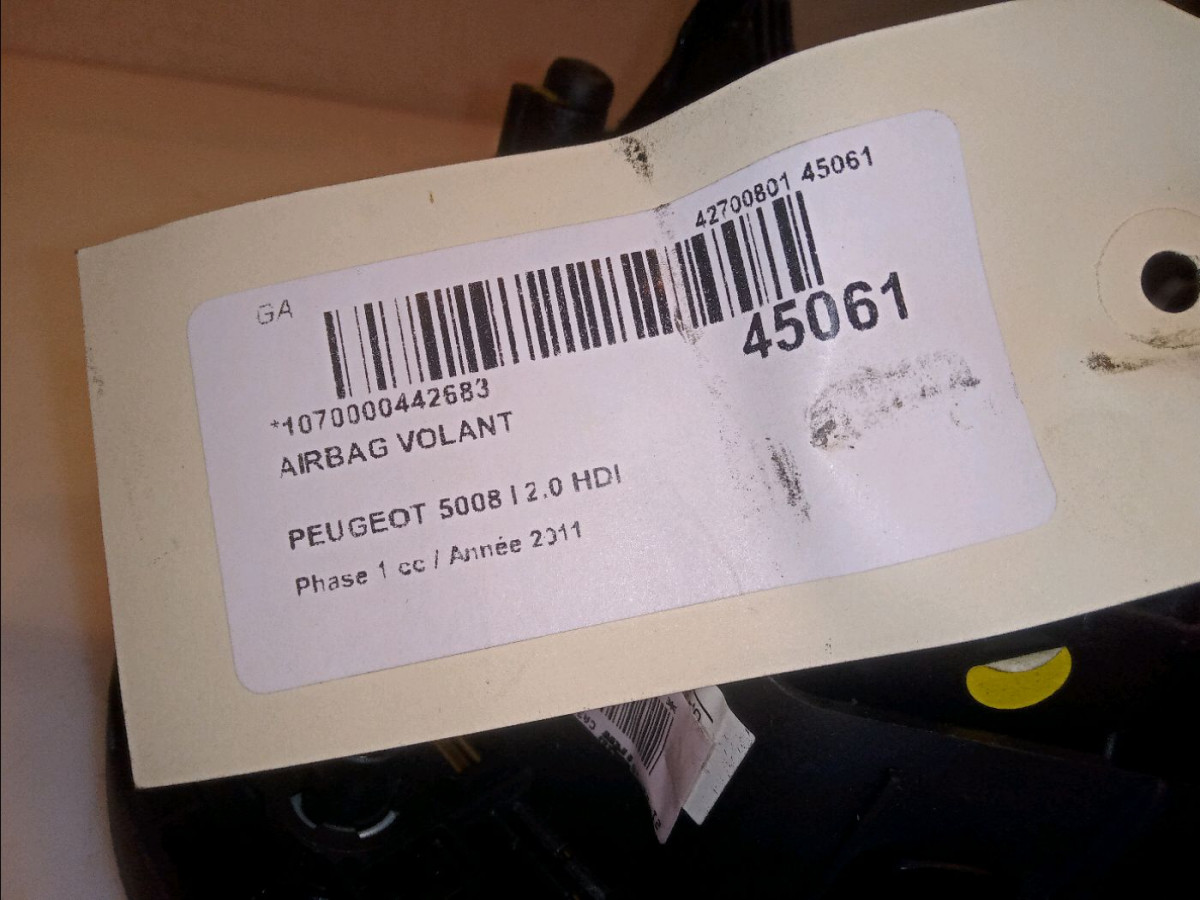 42700801 45061
GA
45061
*1070000442683
AIRBAG VOLANT
PEUGEOT 5008 I 2.0 HDI
Phase 1 cc / Année 2011